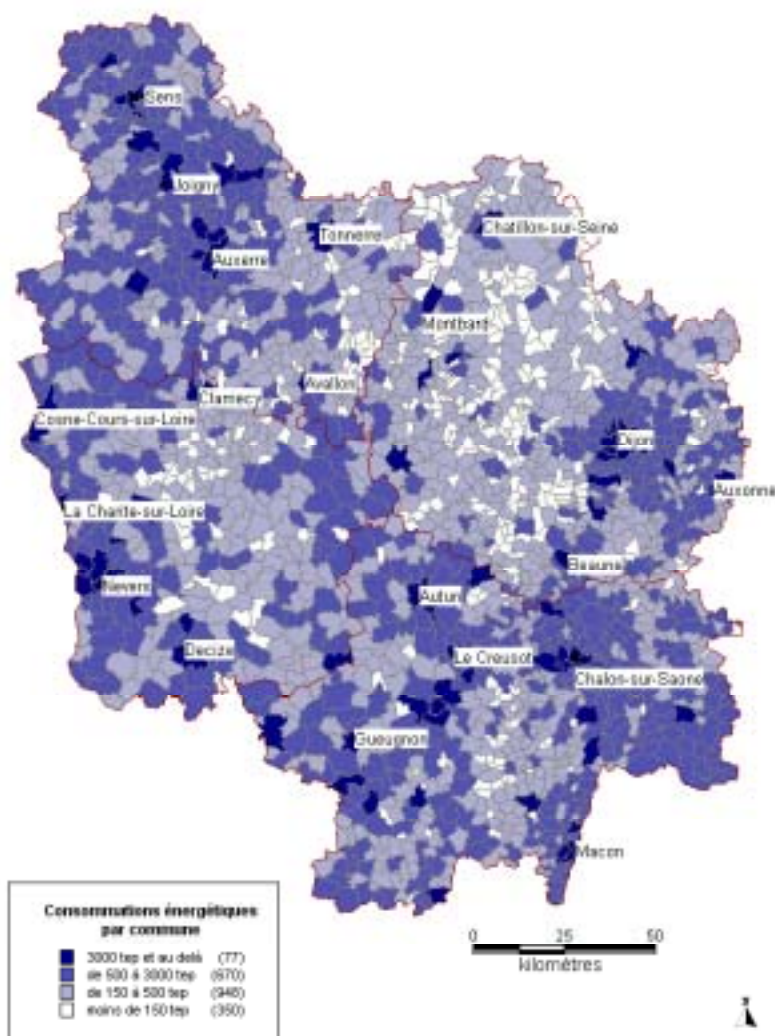 Sens
Joigny
Tonnerre
Chatillon-sur-Seine
Auxerre
Montbard
Avallon
Clamecy
Cosne-Cours-sur-Loire
Dijon
Auxonne
La Charite-sur-Loire
Beaune
Nevers
Autun
Decize
Le Creusot
Chalon-sur-Saone
Gueugnon
Macon
Consommations énergétiques
par commune
3000 tep et au delà (77)
de 500 à 3000 tep (670)
de 150 à 500 tep (948)
moins de 150 tep (350)
0 25 50
kilomètres